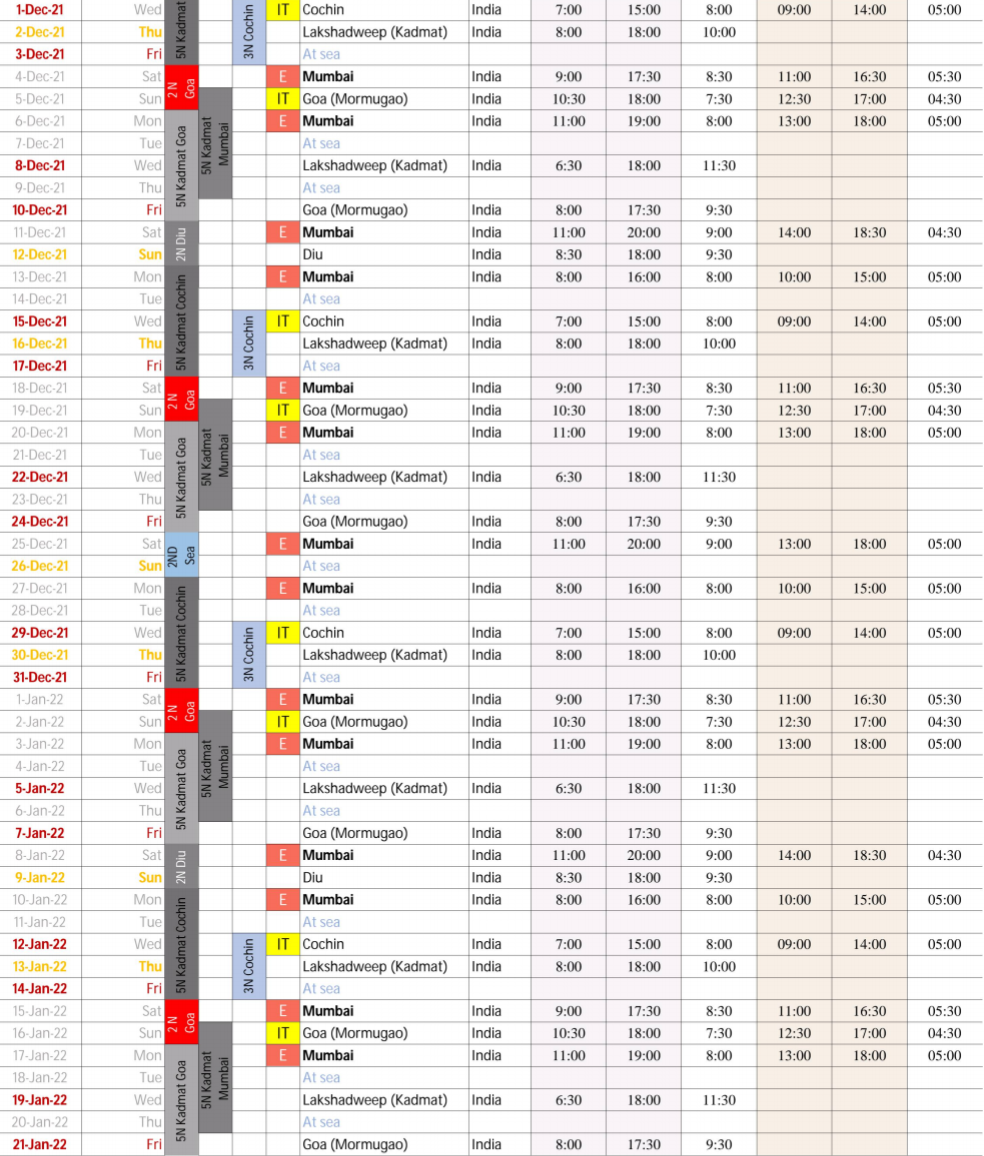 1-Dec-21 Wed 5N Kadmat 3N Cochin IT Cochin India 7:00 15:00 8:00 09:00 14:00 05:00
2-Dec-21 Thu Lakshadweep (Kadmat) India 8:00 18:00 10:00
3-Dec-21 Fri At sea
4-Dec-21 Sat 2 N Goa E Mumbai India 9:00 17:30 8:30 11:00 16:30 05:30
5-Dec-21 Sun 5N Kadmat Mumbai IT Goa (Mormugao) India 10:30 18:00 7:30 12:30 17:00 04:30
6-Dec-21 Mon 5N Kadmat Goa E Mumbai India 11:00 19:00 8:00 13:00 18:00 05:00
7-Dec-21 Tue At sea
8-Dec-21 Wed Lakshadweep (Kadmat) India 6:30 18:00 11:30
9-Dec-21 Thu At sea
10-Dec-21 Fri Goa (Mormugao) India 8:00 17:30 9:30
11-Dec-21 Sat 2N Diu E Mumbai India 11:00 20:00 9:00 14:00 18:30 04:30
12-Dec-21 Sun Diu India 8:30 18:00 9:30
13-Dec-21 Mon 5N Kadmat Cochin E Mumbai India 8:00 16:00 8:00 10:00 15:00 05:00
14-Dec-21 Tue At sea
15-Dec-21 Wed 3N Cochin IT Cochin India 7:00 15:00 8:00 09:00 14:00 05:00
16-Dec-21 Thu Lakshadweep (Kadmat) India 8:00 18:00 10:00
17-Dec-21 Fri At sea
18-Dec-21 Sat 2 N Goa E Mumbai India 9:00 17:30 8:30 11:00 16:30 05:30
19-Dec-21 Sun 5N Kadmat Mumbai IT Goa (Mormugao) India 10:30 18:00 7:30 12:30 17:00 04:30
20-Dec-21 Mon 5N Kadmat Goa E Mumbai India 11:00 19:00 8:00 13:00 18:00 05:00
21-Dec-21 Tue At sea
22-Dec-21 Wed Lakshadweep (Kadmat) India 6:30 18:00 11:30
23-Dec-21 Thu At sea
24-Dec-21 Fri Goa (Mormugao) India 8:00 17:30 9:30
25-Dec-21 Sat 2ND Sea E Mumbai India 11:00 20:00 9:00 13:00 18:00 05:00
26-Dec-21 Sun At sea
27-Dec-21 Mon 5N Kadmat Cochin E Mumbai India 8:00 16:00 8:00 10:00 15:00 05:00
28-Dec-21 Tue At sea
29-Dec-21 Wed 3N Cochin IT Cochin India 7:00 15:00 8:00 09:00 14:00 05:00
30-Dec-21 Thu Lakshadweep (Kadmat) India 8:00 18:00 10:00
31-Dec-21 Fri At sea
1-Jan-22 Sat 2 N Goa E Mumbai India 9:00 17:30 8:30 11:00 16:30 05:30
2-Jan-22 Sun 5N Kadmat Mumbai IT Goa (Mormugao) India 10:30 18:00 7:30 12:30 17:00 04:30
3-Jan-22 Mon 5N Kadmat Goa E Mumbai India 11:00 19:00 8:00 13:00 18:00 05:00
4-Jan-22 Tue At sea
5-Jan-22 Wed Lakshadweep (Kadmat) India 6:30 18:00 11:30
6-Jan-22 Thu At sea
7-Jan-22 Fri Goa (Mormugao) India 8:00 17:30 9:30
8-Jan-22 Sat 2N Diu E Mumbai India 11:00 20:00 9:00 14:00 18:30 04:30
9-Jan-22 Sun Diu India 8:30 18:00 9:30
10-Jan-22 Mon 5N Kadmat Cochin E Mumbai India 8:00 16:00 8:00 10:00 15:00 05:00
11-Jan-22 Tue At sea
12-Jan-22 Wed 3N Cochin IT Cochin India 7:00 15:00 8:00 09:00 14:00 05:00
13-Jan-22 Thu Lakshadweep (Kadmat) India 8:00 18:00 10:00
14-Jan-22 Fri At sea
15-Jan-22 Sat 2 N Goa E Mumbai India 9:00 17:30 8:30 11:00 16:30 05:30
16-Jan-22 Sun 5N Kadmat Mumbai IT Goa (Mormugao) India 10:30 18:00 7:30 12:30 17:00 04:30
17-Jan-22 Mon 5N Kadmat Goa E Mumbai India 11:00 19:00 8:00 13:00 18:00 05:00
18-Jan-22 Tue At sea
19-Jan-22 Wed Lakshadweep (Kadmat) India 6:30 18:00 11:30
20-Jan-22 Thu At sea
21-Jan-22 Fri Goa (Mormugao) India 8:00 17:30 9:30